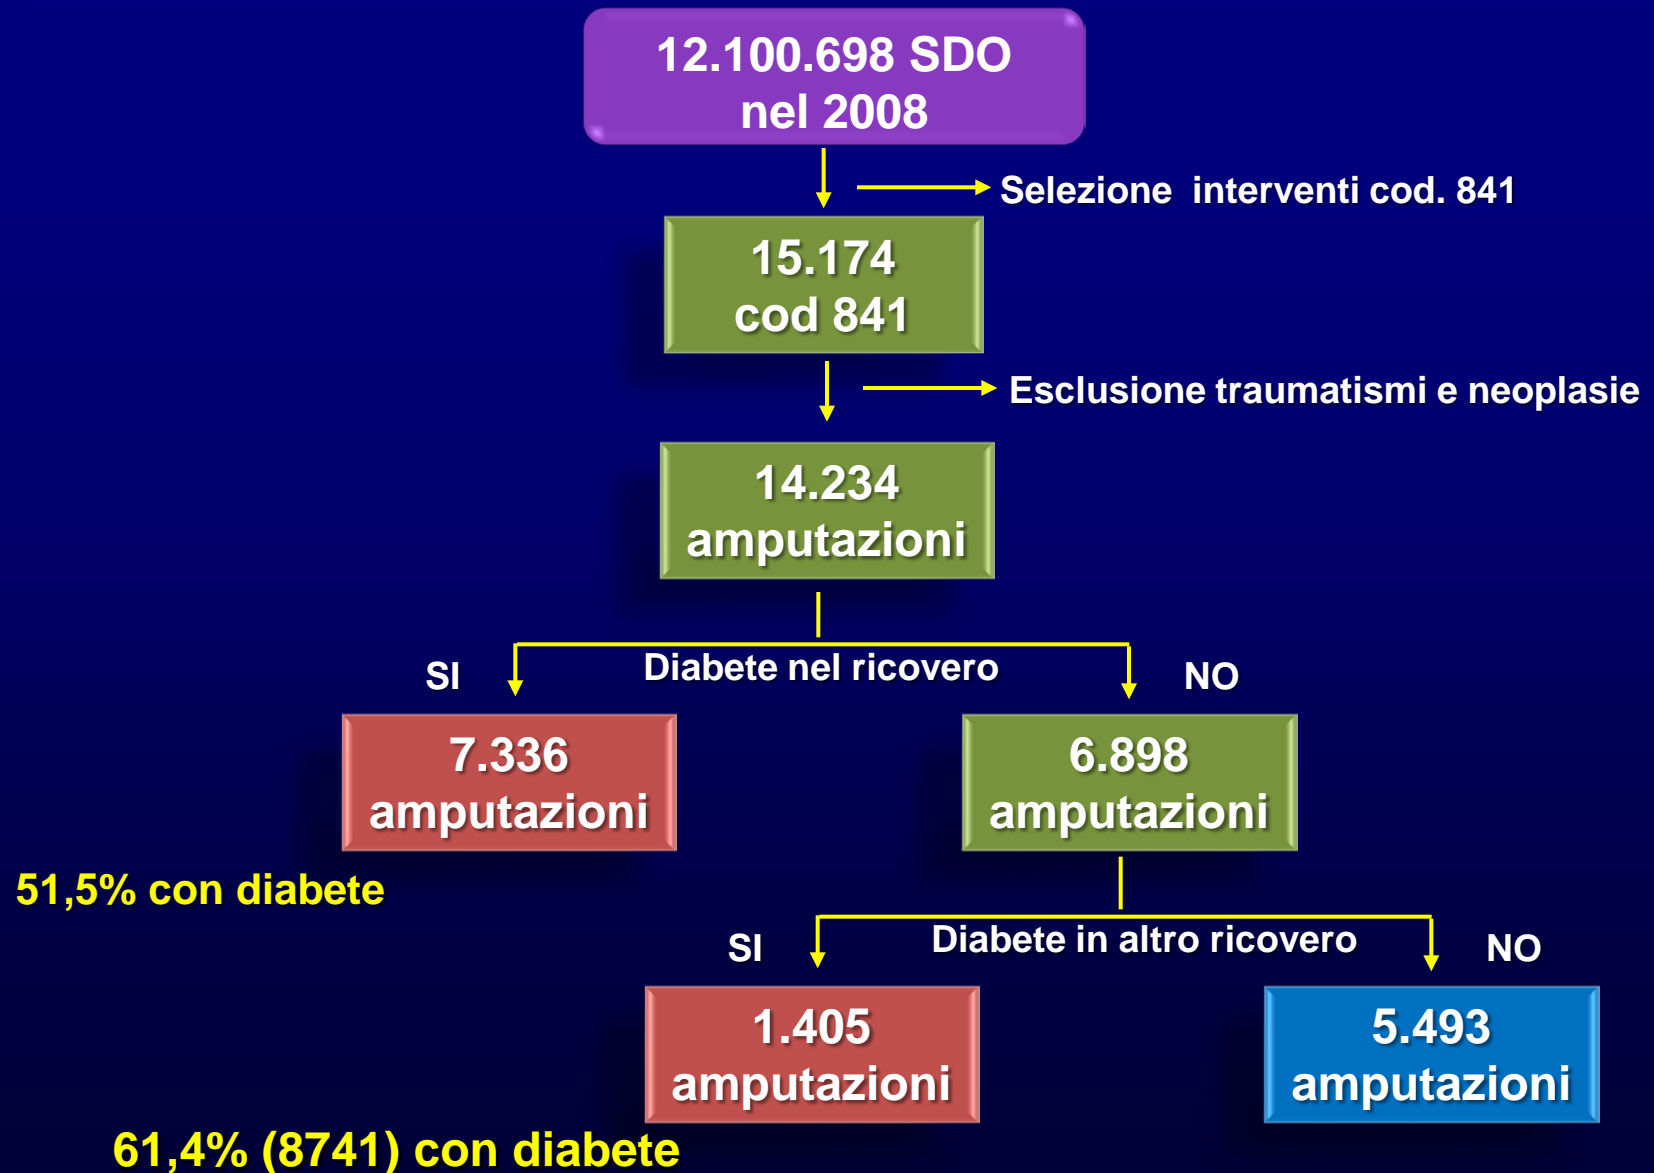 12.100.698 SDO
nel 2008
Selezione interventi cod. 841
15.174
cod 841
Esclusione traumatismi e neoplasie
14.234
amputazioni
SI
Diabete nel ricovero
NO
7.336
amputazioni
6.898
amputazioni
51,5% con diabete
SI
Diabete in altro ricovero
NO
1.405
amputazioni
5.493
amputazioni
61,4% (8741) con diabete